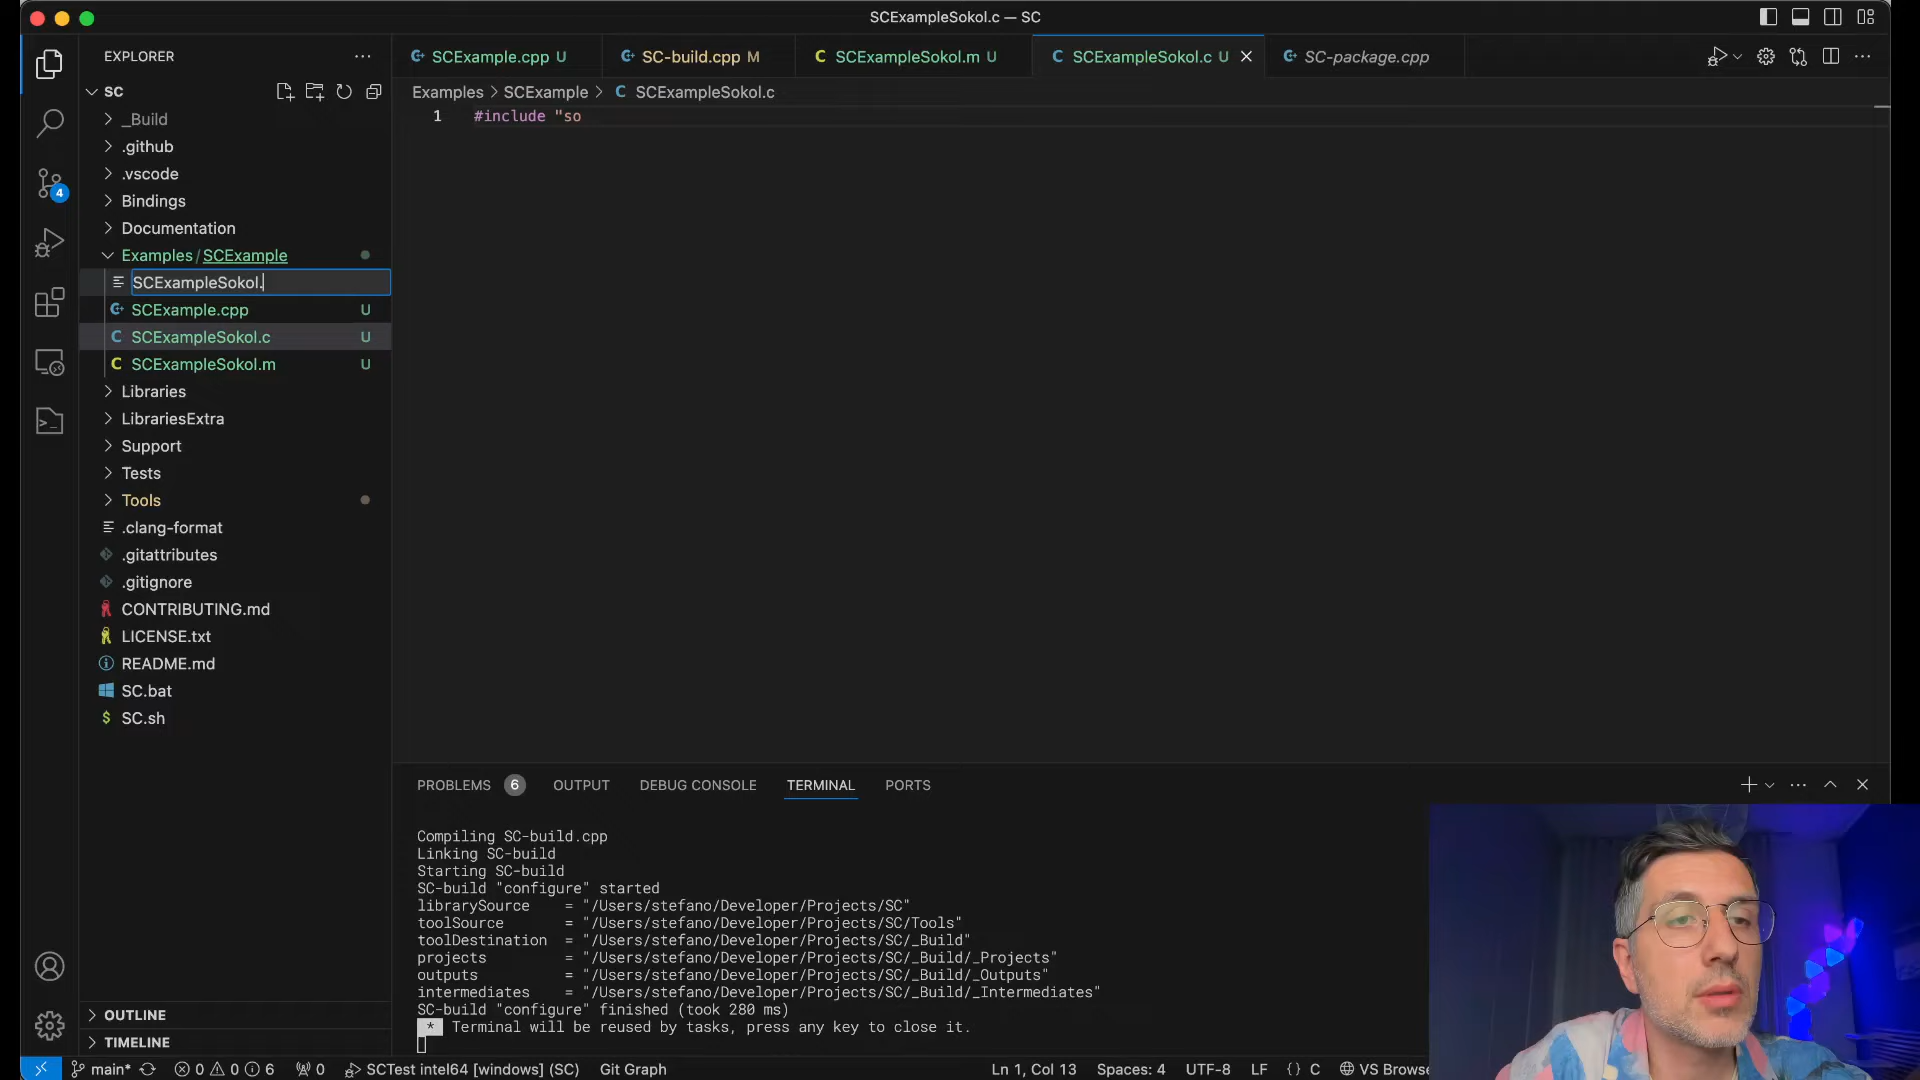 SCExampleSokol.c — SC
EXPLORER
SCExample.cpp U
SC-build.cpp M
SCExampleSokol.m U
SCExampleSokol.c U
SC-package.cpp
SC
Examples > SCExample > C SCExampleSokol.c
1 #include "so
_Build
.github
.vscode
4
Bindings
Documentation
Examples / SCExample
SCExampleSokol.
SCExample.cpp U
C SCExampleSokol.c U
C SCExampleSokol.m U
Libraries
LibrariesExtra
Support
Tests
Tools
.clang-format
.gitattributes
.gitignore
CONTRIBUTING.md
LICENSE.txt
README.md
SC.bat
$ SC.sh
PROBLEMS 6 OUTPUT DEBUG CONSOLE TERMINAL PORTS
Compiling SC-build.cpp
Linking SC-build
Starting SC-build
SC-build "configure" started
librarySource = "/Users/stefano/Developer/Projects/SC"
toolSource = "/Users/stefano/Developer/Projects/SC/Tools"
toolDestination = "/Users/stefano/Developer/Projects/SC/_Build"
projects = "/Users/stefano/Developer/Projects/SC/_Build/_Projects"
outputs = "/Users/stefano/Developer/Projects/SC/_Build/_Outputs"
intermediates = "/Users/stefano/Developer/Projects/SC/_Build/_Intermediates"
SC-build "configure" finished (took 280 ms)
* Terminal will be reused by tasks, press any key to close it.
OUTLINE
TIMELINE
main* 0 0 6 0 SCTest intel64 [windows] (SC) Git Graph Ln 1, Col 13 Spaces: 4 UTF-8 LF {} C VS Browse